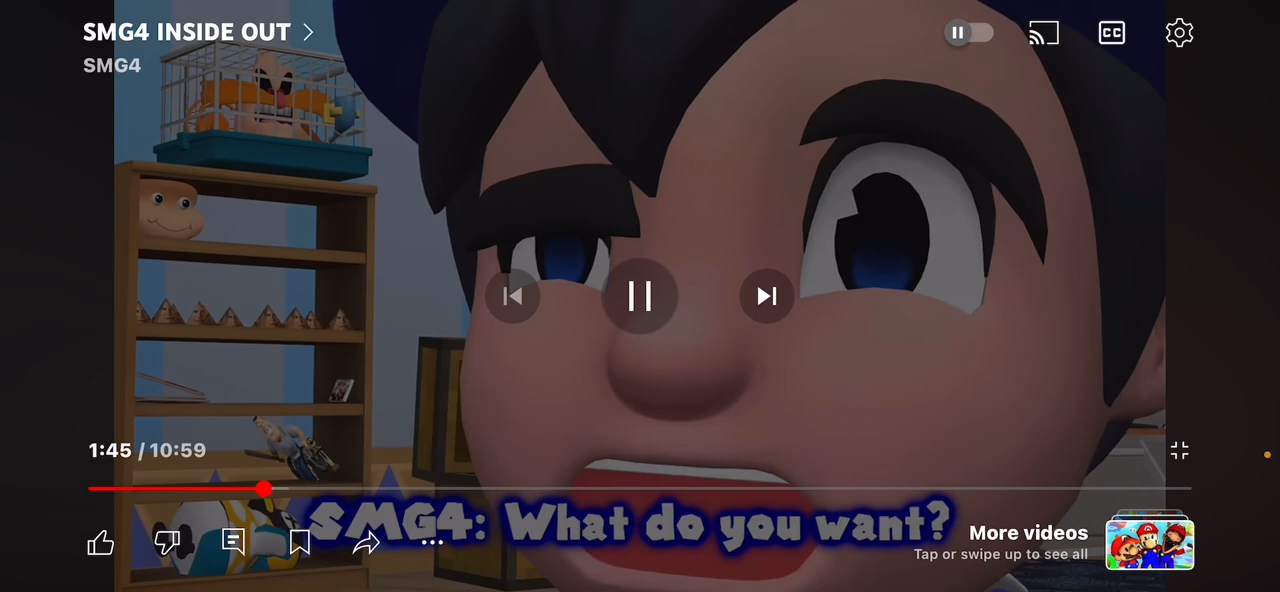 SMG4 INSIDE OUT
SMG4
CC
1:45 / 10:59
SMG4: What do you want?
More videos
Tap or swipe up to see all